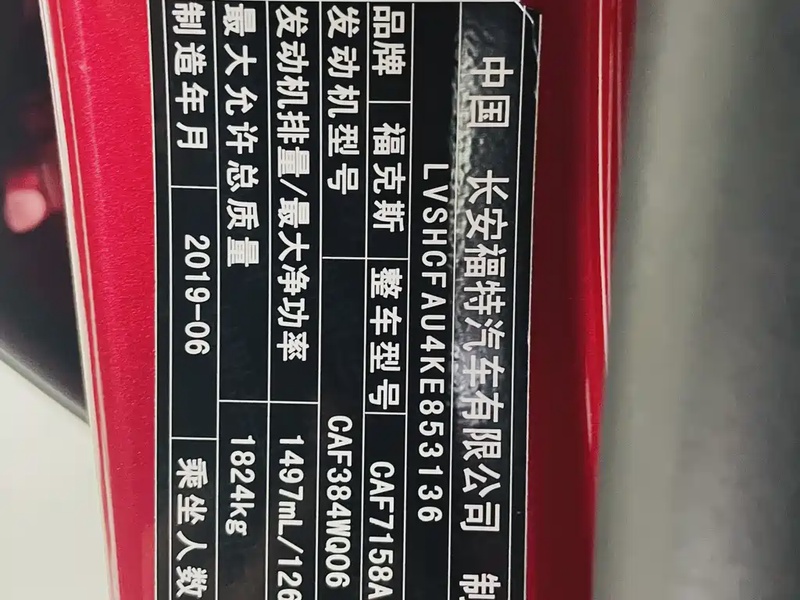 中国 长安福特汽车有限公司 制
LVSHCFAU4KE853136
品牌 福克斯 整车型号 CAF7158A
发动机型号 CAF384WQ06
发动机排量/最大净功率 1497mL/126
最大允许总质量 1824kg
制造年月 2019-06 乘坐人数